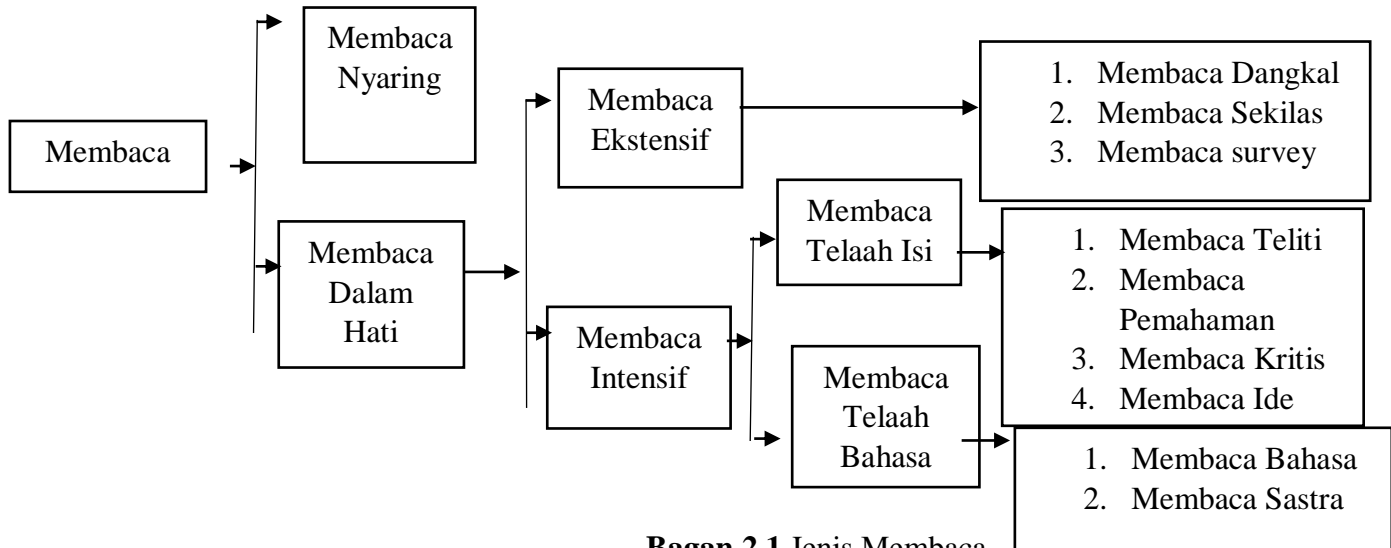 Membaca
Membaca
Nyaring
Membaca
Dalam
Hati
Membaca
Ekstensif
Membaca
Intensif
Membaca
Telaah Isi
Membaca
Telaah
Bahasa
1. Membaca Dangkal
2. Membaca Sekilas
3. Membaca survey
1. Membaca Teliti
2. Membaca
Pemahaman
3. Membaca Kritis
4. Membaca Ide
1. Membaca Bahasa
2. Membaca Sastra
Bagan 2.1 Jenis Membaca